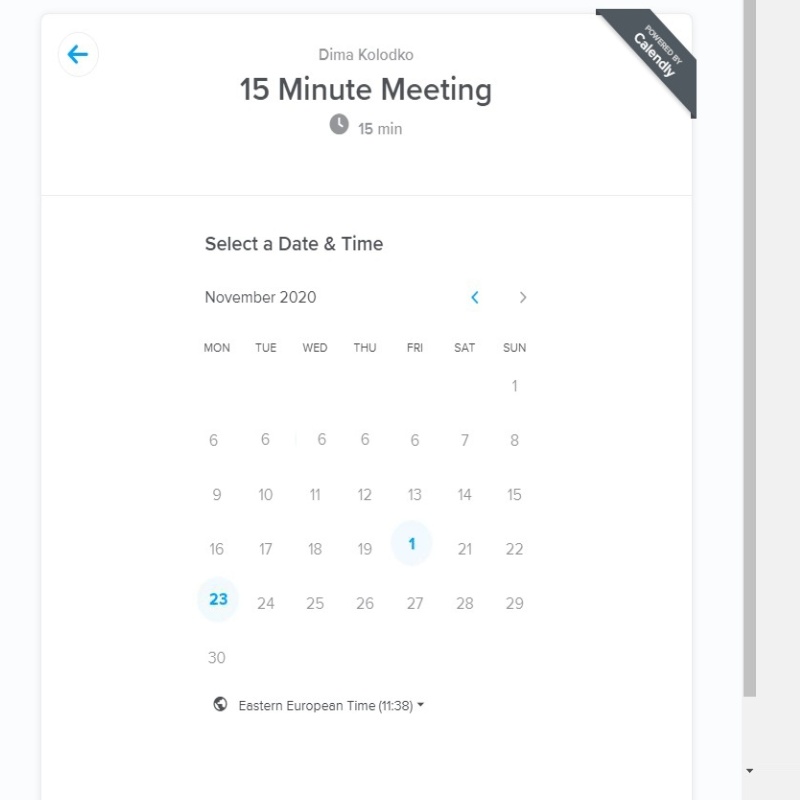 POWERED BY
Calendly
Dima Kolodko
15 Minute Meeting
15 min
Select a Date & Time
November 2020
MON TUE WED THU FRI SAT SUN
1
6 6 6 6 6 7 8
9 10 11 12 13 14 15
16 17 18 19 1 21 22
23 24 25 26 27 28 29
30
Eastern European Time (11:38)